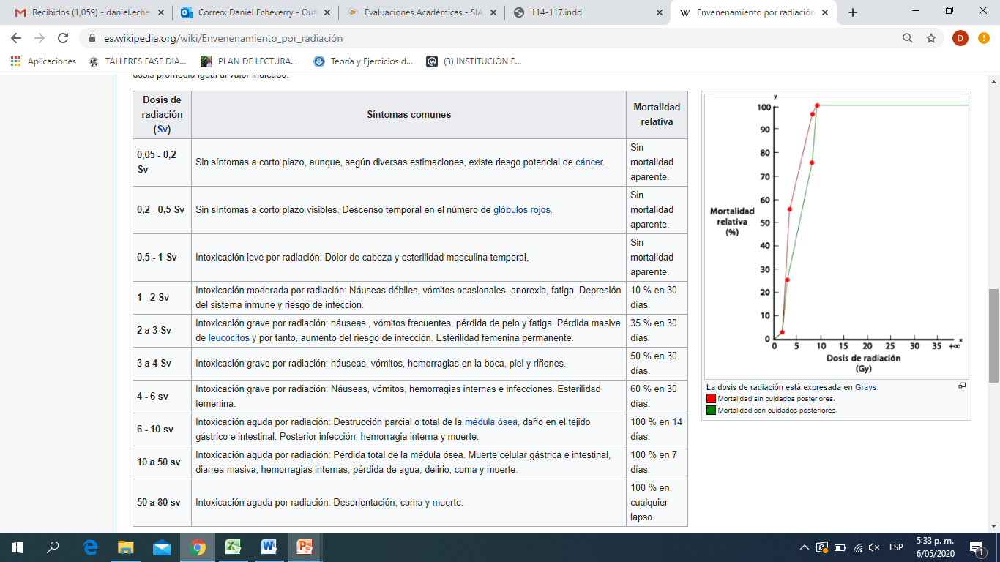 Recibidos (1,059) - daniel.eche
Correo: Daniel Echeverry - Out
Evaluaciones Académicas - SIA
114-117.indd
Envenenamiento por radiación
es.wikipedia.org/wiki/Envenenamiento_por_radiación
D
Aplicaciones
TALLERES FASE DIA...
PLAN DE LECTURA...
Teoría y Ejercicios d...
(3) INSTITUCIÓN E...
dosis promedio igual al valor indicado.
Dosis de
radiación
(Sv)
Síntomas comunes
Mortalidad
relativa
0,05 - 0,2
Sv
Sin síntomas a corto plazo, aunque, según diversas estimaciones, existe riesgo potencial de cáncer.
Sin
mortalidad
aparente.
0,2 - 0,5 Sv
Sin síntomas a corto plazo visibles. Descenso temporal en el número de glóbulos rojos.
Sin
mortalidad
aparente.
0,5 - 1 Sv
Intoxicación leve por radiación: Dolor de cabeza y esterilidad masculina temporal.
Sin
mortalidad
aparente.
1 - 2 Sv
Intoxicación moderada por radiación: Náuseas débiles, vómitos ocasionales, anorexia, fatiga. Depresión
del sistema inmune y riesgo de infección.
10 % en 30
días.
2 a 3 Sv
Intoxicación grave por radiación: náuseas , vómitos frecuentes, pérdida de pelo y fatiga. Pérdida masiva
de leucocitos y por tanto, aumento del riesgo de infección. Esterilidad femenina permanente.
35 % en 30
días.
3 a 4 Sv
Intoxicación grave por radiación: náuseas, vómitos, hemorragias en la boca, piel y riñones.
50 % en 30
días.
4 - 6 sv
Intoxicación grave por radiación: Náuseas, vómitos, hemorragias internas e infecciones. Esterilidad
femenina.
60 % en 30
días.
6 - 10 sv
Intoxicación aguda por radiación: Destrucción parcial o total de la médula ósea, daño en el tejido
gástrico e intestinal. Posterior infección, hemorragia interna y muerte.
100 % en 14
días.
10 a 50 sv
Intoxicación aguda por radiación: Pérdida total de la médula ósea. Muerte celular gástrica e intestinal,
diarrea masiva, hemorragias internas, pérdida de agua, delirio, coma y muerte.
100 % en 7
días.
50 a 80 sv
Intoxicación aguda por radiación: Desorientación, coma y muerte.
100 % en
cualquier
lapso.
y
100
90
80
70
60
50
40
30
20
10
0
Mortalidad
relativa
(%)
0 5 10 15 20 25 30 35 +∞ x
Dosis de radiación
(Gy)
La dosis de radiación está expresada en Grays.
Mortalidad sin cuidados posteriores.
Mortalidad con cuidados posteriores.
ESP
5:33 p. m.
6/05/2020
1